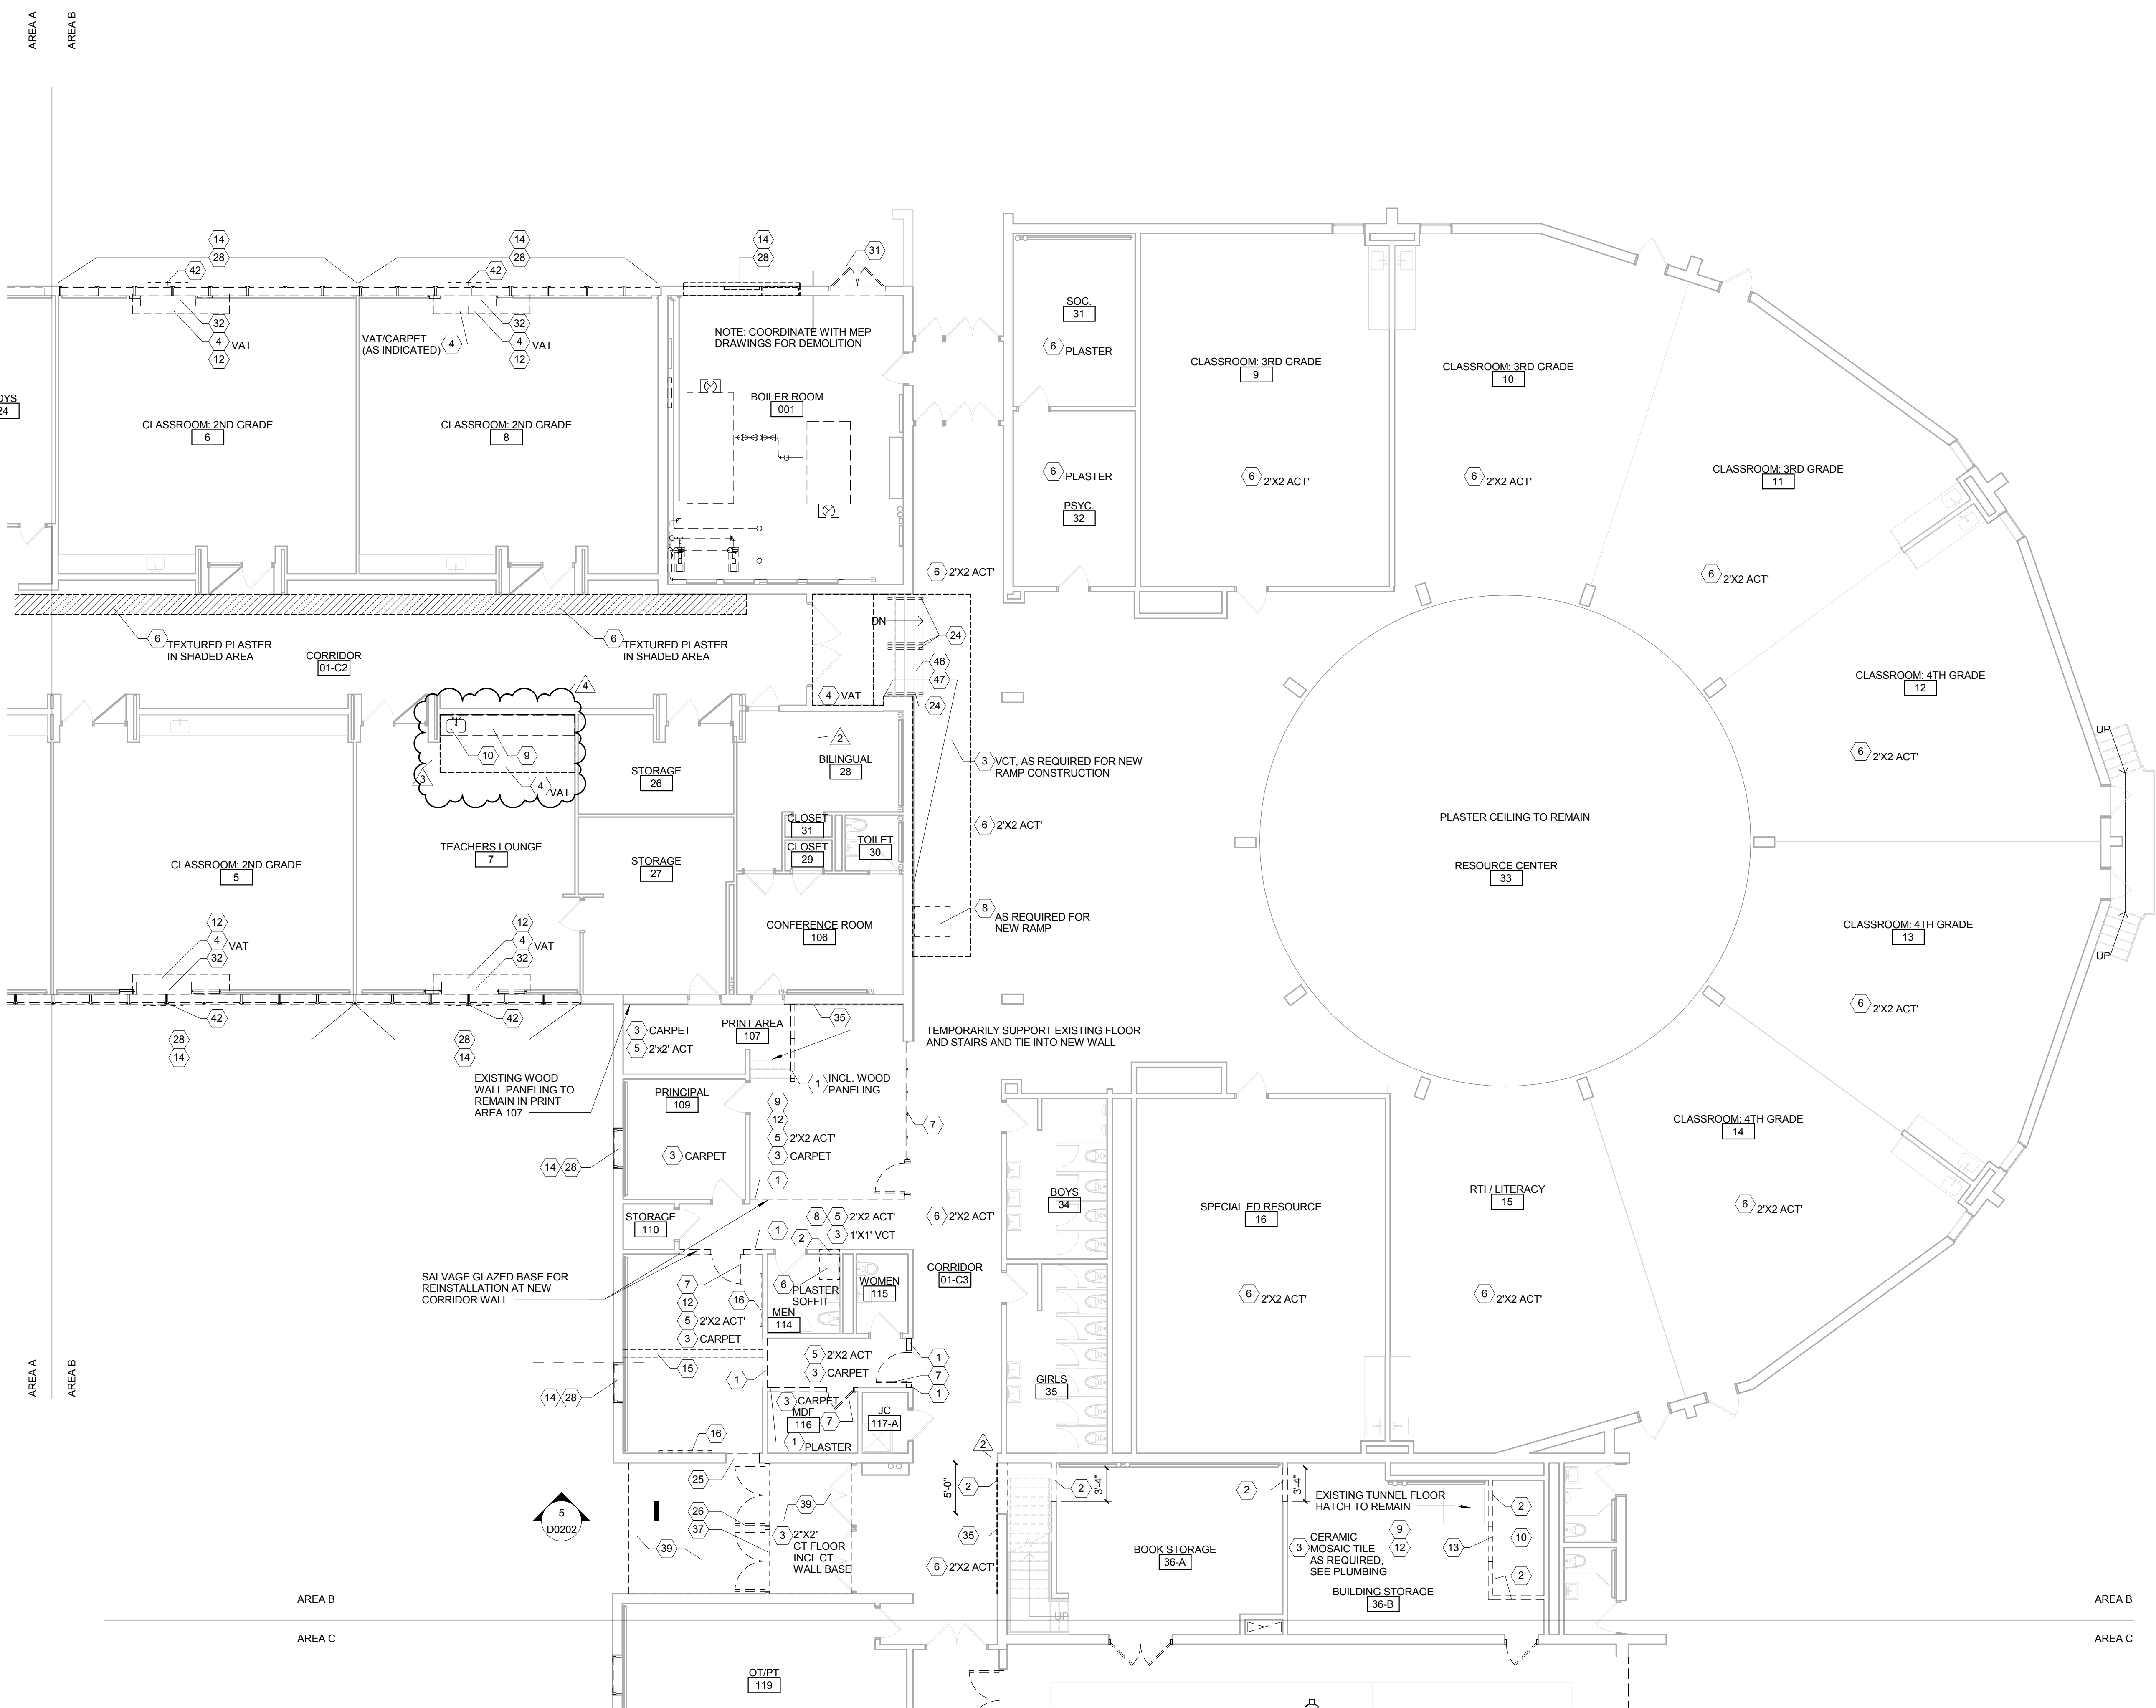 AREA A
AREA B
14
28
42
14
28
42
14
28
31
32
4 VAT
12
VAT/CARPET
(AS INDICATED)
4
32
4 VAT
12
NOTE: COORDINATE WITH MEP
DRAWINGS FOR DEMOLITION
BOILER ROOM
001
OYS
24
CLASSROOM: 2ND GRADE
6
CLASSROOM: 2ND GRADE
8
SOC.
31
6 PLASTER
6 PLASTER
PSYC.
32
CLASSROOM: 3RD GRADE
9
6 2'X2 ACT'
CLASSROOM: 3RD GRADE
10
6 2'X2 ACT'
CLASSROOM: 3RD GRADE
11
6 2'X2 ACT'
6 2'X2 ACT'
6 TEXTURED PLASTER
IN SHADED AREA
6 TEXTURED PLASTER
IN SHADED AREA
CORRIDOR
01-C2
DN
24
46
47
24
4 VAT
4
3
10
9
4 VAT
2
BILINGUAL
28
STORAGE
26
3 VCT, AS REQUIRED FOR NEW
RAMP CONSTRUCTION
CLASSROOM: 4TH GRADE
12
6 2'X2 ACT'
UP
6 2'X2 ACT'
CLOSET
31
CLOSET
29
TOILET
30
PLASTER CEILING TO REMAIN
RESOURCE CENTER
33
TEACHERS LOUNGE
7
CLASSROOM: 2ND GRADE
5
STORAGE
27
8 AS REQUIRED FOR
NEW RAMP
CONFERENCE ROOM
106
CLASSROOM: 4TH GRADE
13
UP
6 2'X2 ACT'
12
4 VAT
32
12
4 VAT
32
42
28
14
42
28
14
3 CARPET
5 2'x2' ACT
PRINT AREA
107
35
TEMPORARILY SUPPORT EXISTING FLOOR
AND STAIRS AND TIE INTO NEW WALL
EXISTING WOOD
WALL PANELING TO
REMAIN IN PRINT
AREA 107
1 INCL. WOOD
PANELING
PRINCIPAL
109
9
12
5 2'X2 ACT'
3 CARPET
7
3 CARPET
14 28
1
CLASSROOM: 4TH GRADE
14
6 2'X2 ACT'
BOYS
34
SPECIAL ED RESOURCE
16
RTI / LITERACY
15
STORAGE
110
8 5 2'X2 ACT'
3 1'X1' VCT
6 2'X2 ACT'
1
2
SALVAGE GLAZED BASE FOR
REINSTALLATION AT NEW
CORRIDOR WALL
7
12
5 2'X2 ACT'
3 CARPET
16
6 PLASTER
SOFFIT
MEN
114
WOMEN
115
CORRIDOR
01-C3
6 2'X2 ACT'
6 2'X2 ACT'
15
1
5 2'X2 ACT'
3 CARPET
1
7
1
GIRLS
35
14 28
3 CARPET
MDF
116
7
1 PLASTER
JC
117-A
AREA A
AREA B
16
25
2
5'-0"
2
2
3'-4"
2
3'-4"
EXISTING TUNNEL FLOOR
HATCH TO REMAIN
2
5
D0202
26
37
39
39
3 2"X2"
CT FLOOR
INCL CT
WALL BASE
35
6 2'X2 ACT'
BOOK STORAGE
36-A
3 CERAMIC
MOSAIC TILE
AS REQUIRED,
SEE PLUMBING
9
12
13
10
2
BUILDING STORAGE
36-B
UP
AREA B
AREA B
AREA C
AREA C
OT/PT
119